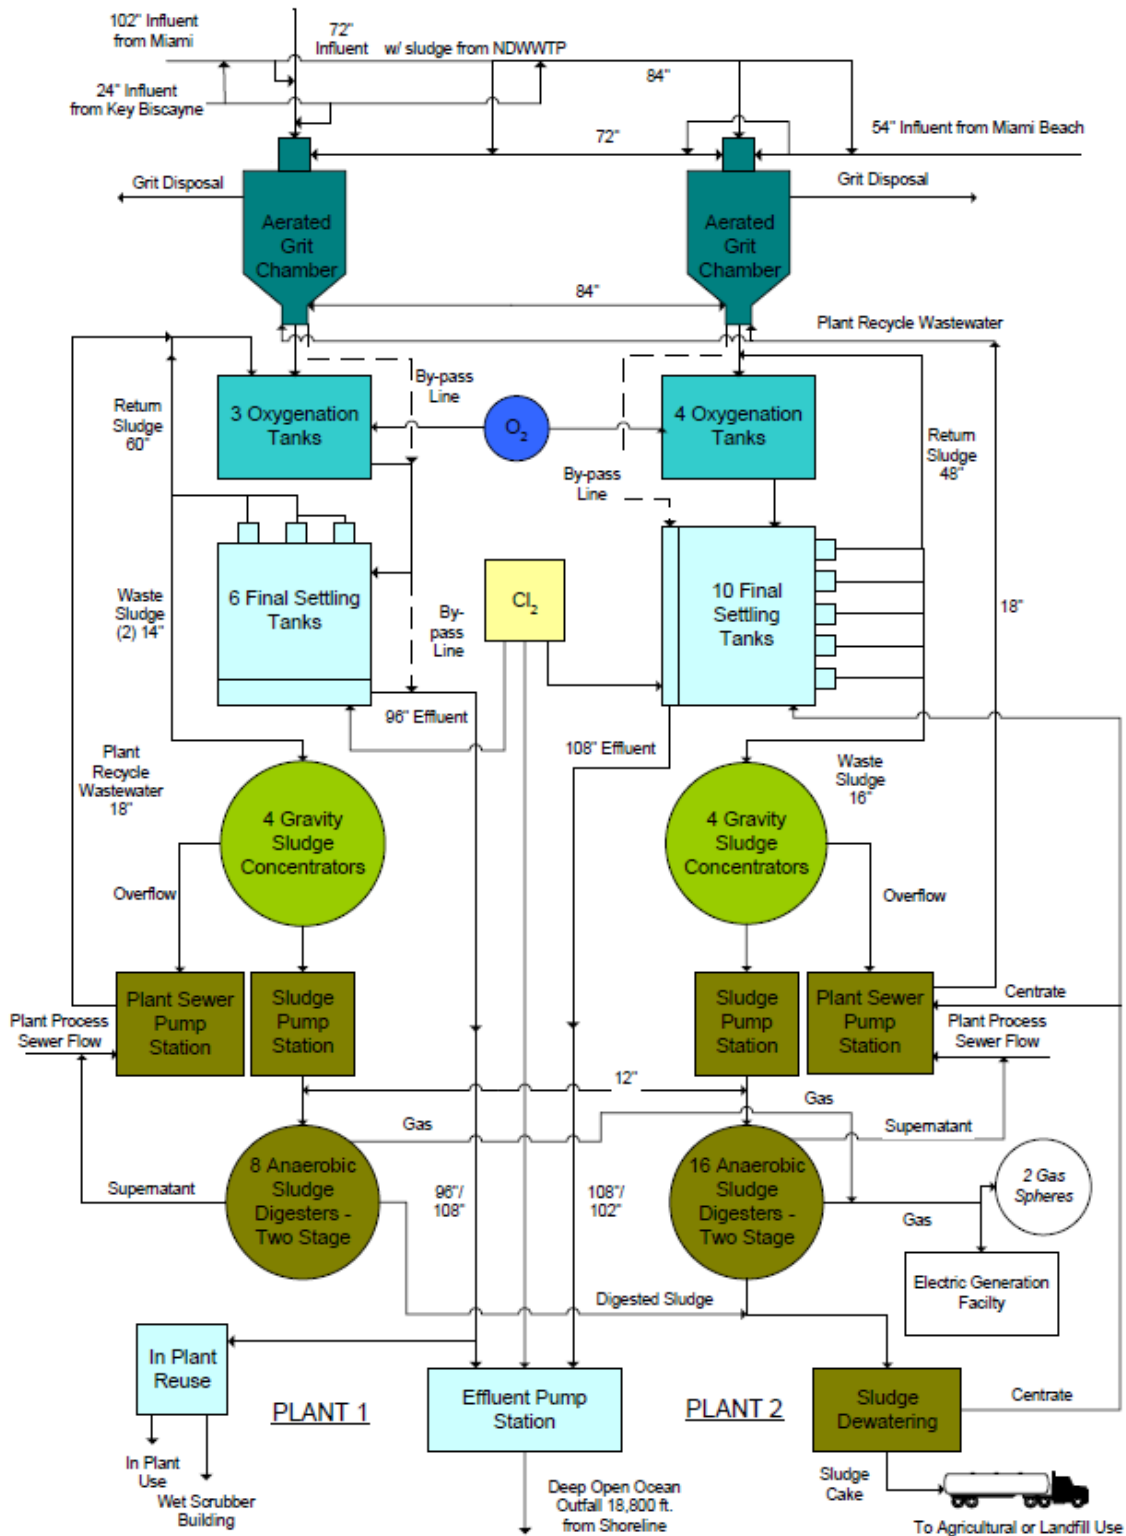 102" Influent
from Miami
72"
Influent w/ sludge from NDWWTP
84"
24" Influent
from Key Biscayne
72"
54" Influent from Miami Beach
Grit Disposal
Grit Disposal
Aerated
Grit
Chamber
Aerated
Grit
Chamber
84"
Plant Recycle Wastewater
By-pass
Line
Return
Sludge
60"
3 Oxygenation
Tanks
O2
4 Oxygenation
Tanks
Return
Sludge
48"
By-pass
Line
Waste
Sludge
(2) 14"
6 Final Settling
Tanks
By-
pass
Line
Cl2
10 Final
Settling
Tanks
18"
96" Effluent
108" Effluent
Plant
Recycle
Wastewater
18"
Waste
Sludge
16"
4 Gravity
Sludge
Concentrators
4 Gravity
Sludge
Concentrators
Overflow
Overflow
Plant Sewer
Pump
Station
Sludge
Pump
Station
Sludge
Pump
Station
Plant Sewer
Pump
Station
Centrate
Plant Process
Sewer Flow
Plant Process
Sewer Flow
12"
Gas
Gas
Supernatant
8 Anaerobic
Sludge
Digesters -
Two Stage
16 Anaerobic
Sludge
Digesters -
Two Stage
2 Gas
Spheres
Supernatant
96"/
108"
108"/
102"
Gas
Electric Generation
Facilty
Digested Sludge
In Plant
Reuse
PLANT 1
Effluent Pump
Station
PLANT 2
Sludge
Dewatering
Centrate
In Plant
Use
Wet Scrubber
Building
Deep Open Ocean
Outfall 18,800 ft.
from Shoreline
Sludge
Cake
To Agricultural or Landfill Use